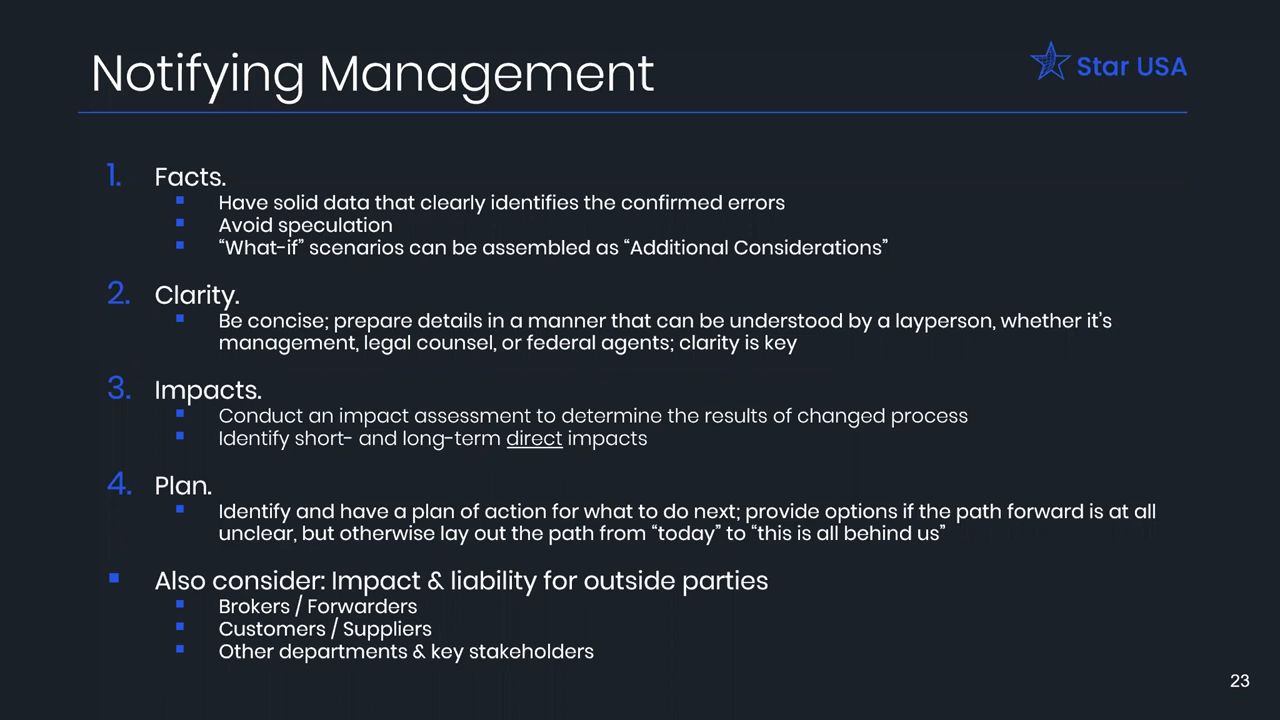 Notifying Management
Star USA
1. Facts.
▪ Have solid data that clearly identifies the confirmed errors
▪ Avoid speculation
▪ “What-if” scenarios can be assembled as “Additional Considerations”
2. Clarity.
▪ Be concise; prepare details in a manner that can be understood by a layperson, whether it’s
management, legal counsel, or federal agents; clarity is key
3. Impacts.
▪ Conduct an impact assessment to determine the results of changed process
▪ Identify short- and long-term direct impacts
4. Plan.
▪ Identify and have a plan of action for what to do next; provide options if the path forward is at all
unclear, but otherwise lay out the path from “today” to “this is all behind us”
▪ Also consider: Impact & liability for outside parties
▪ Brokers / Forwarders
▪ Customers / Suppliers
▪ Other departments & key stakeholders
23